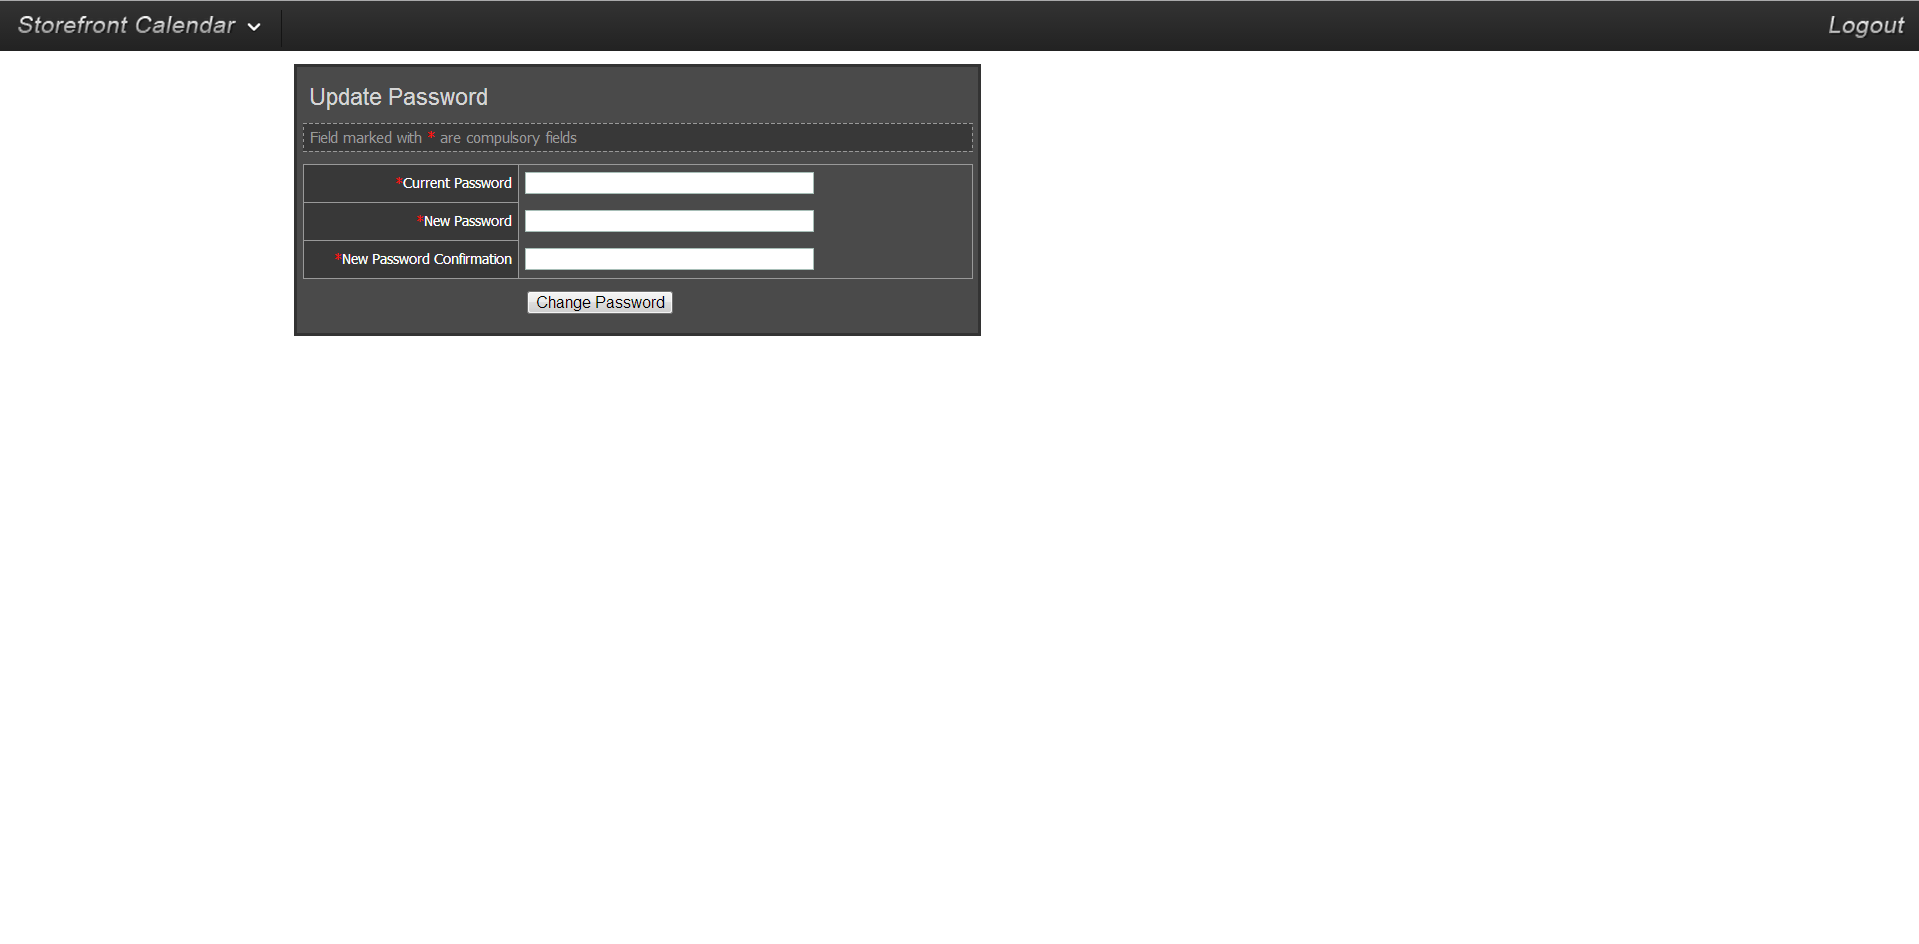 Storefront Calendar
Logout
Update Password
Field marked with * are compulsory fields
*Current Password
*New Password
*New Password Confirmation
Change Password